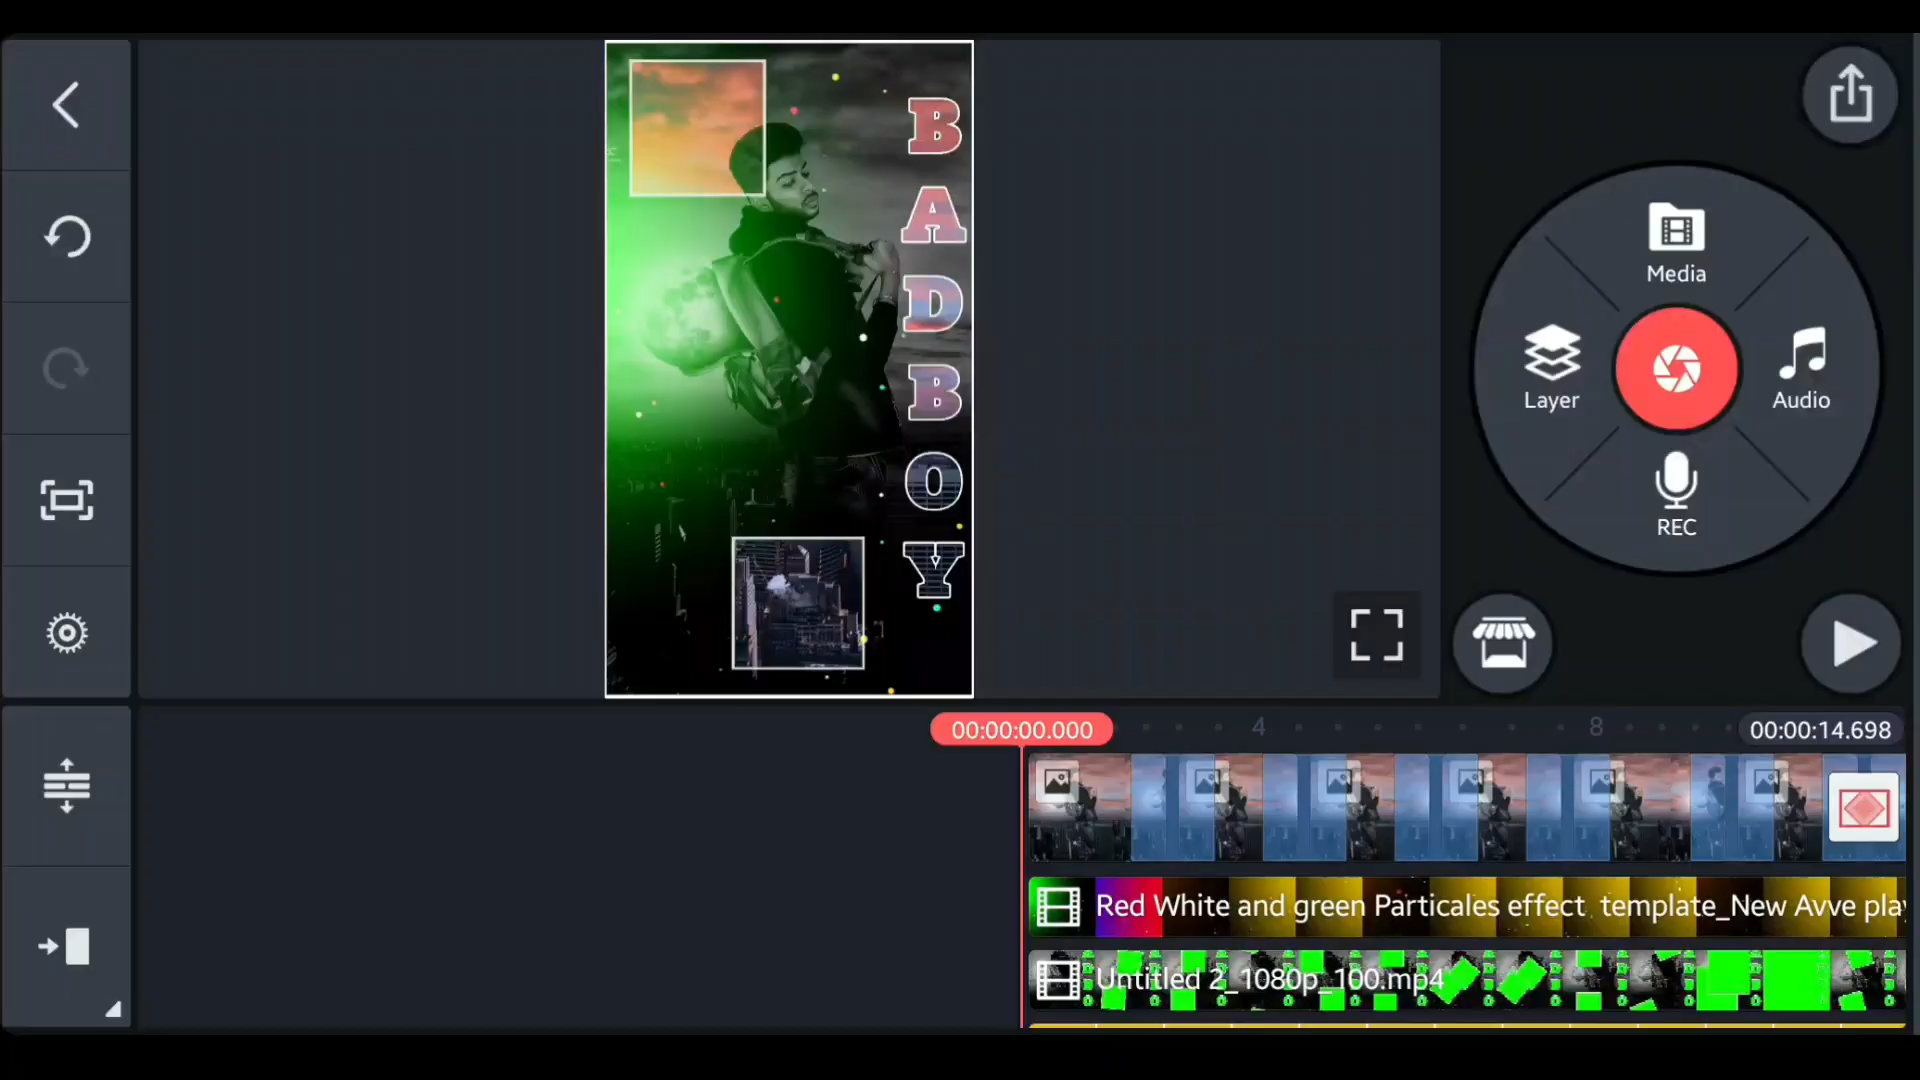 B
A
D
B
O
Y
Media
Layer
Audio
REC
00:00:00.000
4
8
00:00:14.698
Red White and green Particales effect template_New Avve pla
Untitled 2_1080p_100.mp4